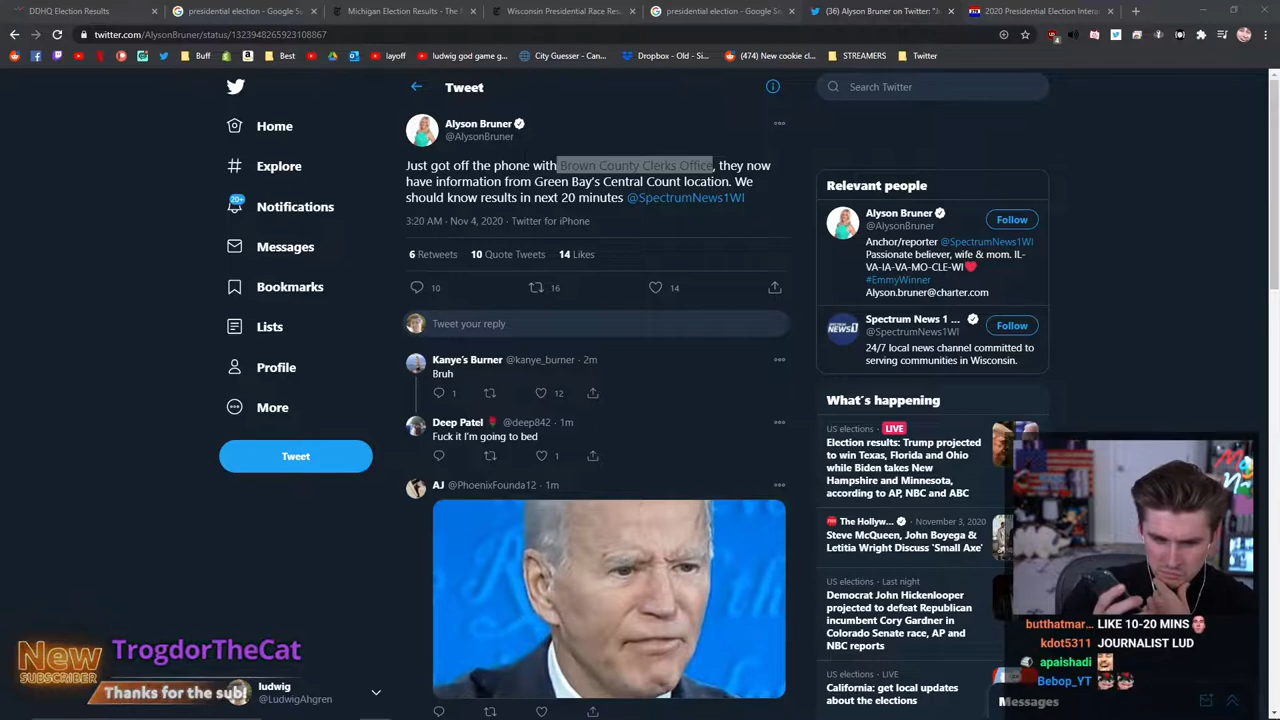 DDHQ Election Results
presidential election - Google Se
Michigan Election Results - The
Wisconsin Presidential Race Res
presidential election - Google Se
(36) Alyson Bruner on Twitter: "J
2020 Presidential Election Intera
twitter.com/AlysonBruner/status/1323948265923108867
Buff
Best
layoff
ludwig god game g...
City Guesser - Can...
Dropbox - Old - Si...
(474) New cookie cl...
STREAMERS
Twitter
Home
Explore
20+
Notifications
Messages
Bookmarks
Lists
Profile
More
Tweet
Tweet
Alyson Bruner
@AlysonBruner
Just got off the phone with Brown County Clerks Office, they now
have information from Green Bay's Central Count location. We
should know results in next 20 minutes @SpectrumNews1WI
3:20 AM · Nov 4, 2020 · Twitter for iPhone
6 Retweets 10 Quote Tweets 14 Likes
10 16 14
Tweet your reply
Kanye's Burner @kanye_burner · 2m
Bruh
1 12
Deep Patel @deep842 · 1m
Fuck it I'm going to bed
1
AJ @PhoenixFounda12 · 1m
Search Twitter
Relevant people
Alyson Bruner
@AlysonBruner
Follow
Anchor/reporter @SpectrumNews1WI
Passionate believer, wife & mom. IL-
VA-IA-VA-MO-CLE-WI
#EmmyWinner
Alyson.bruner@charter.com
Spectrum News 1 ...
@SpectrumNews1WI
Follow
24/7 local news channel committed to
serving communities in Wisconsin.
What's happening
US elections · LIVE
Election results: Trump projected
to win Texas, Florida and Ohio
while Biden takes New
Hampshire and Minnesota,
according to AP, NBC and ABC
The Hollyw... · November 3, 2020
Steve McQueen, John Boyega &
Letitia Wright Discuss 'Small Axe'
US elections · Last night
Democrat John Hickenlooper
projected to defeat Republican
incumbent Cory Gardner in
Colorado Senate race, AP and
NBC reports
US elections · LIVE
California: get local updates
about the elections
butthatmar... LIKE 10-20 MINS
kdot5311 JOURNALIST LUD
apaishadi
Bebop_YT
Messages
New
SUBSCRIBER
TrogdorTheCat
Thanks for the sub!
ludwig
@LudwigAhgren